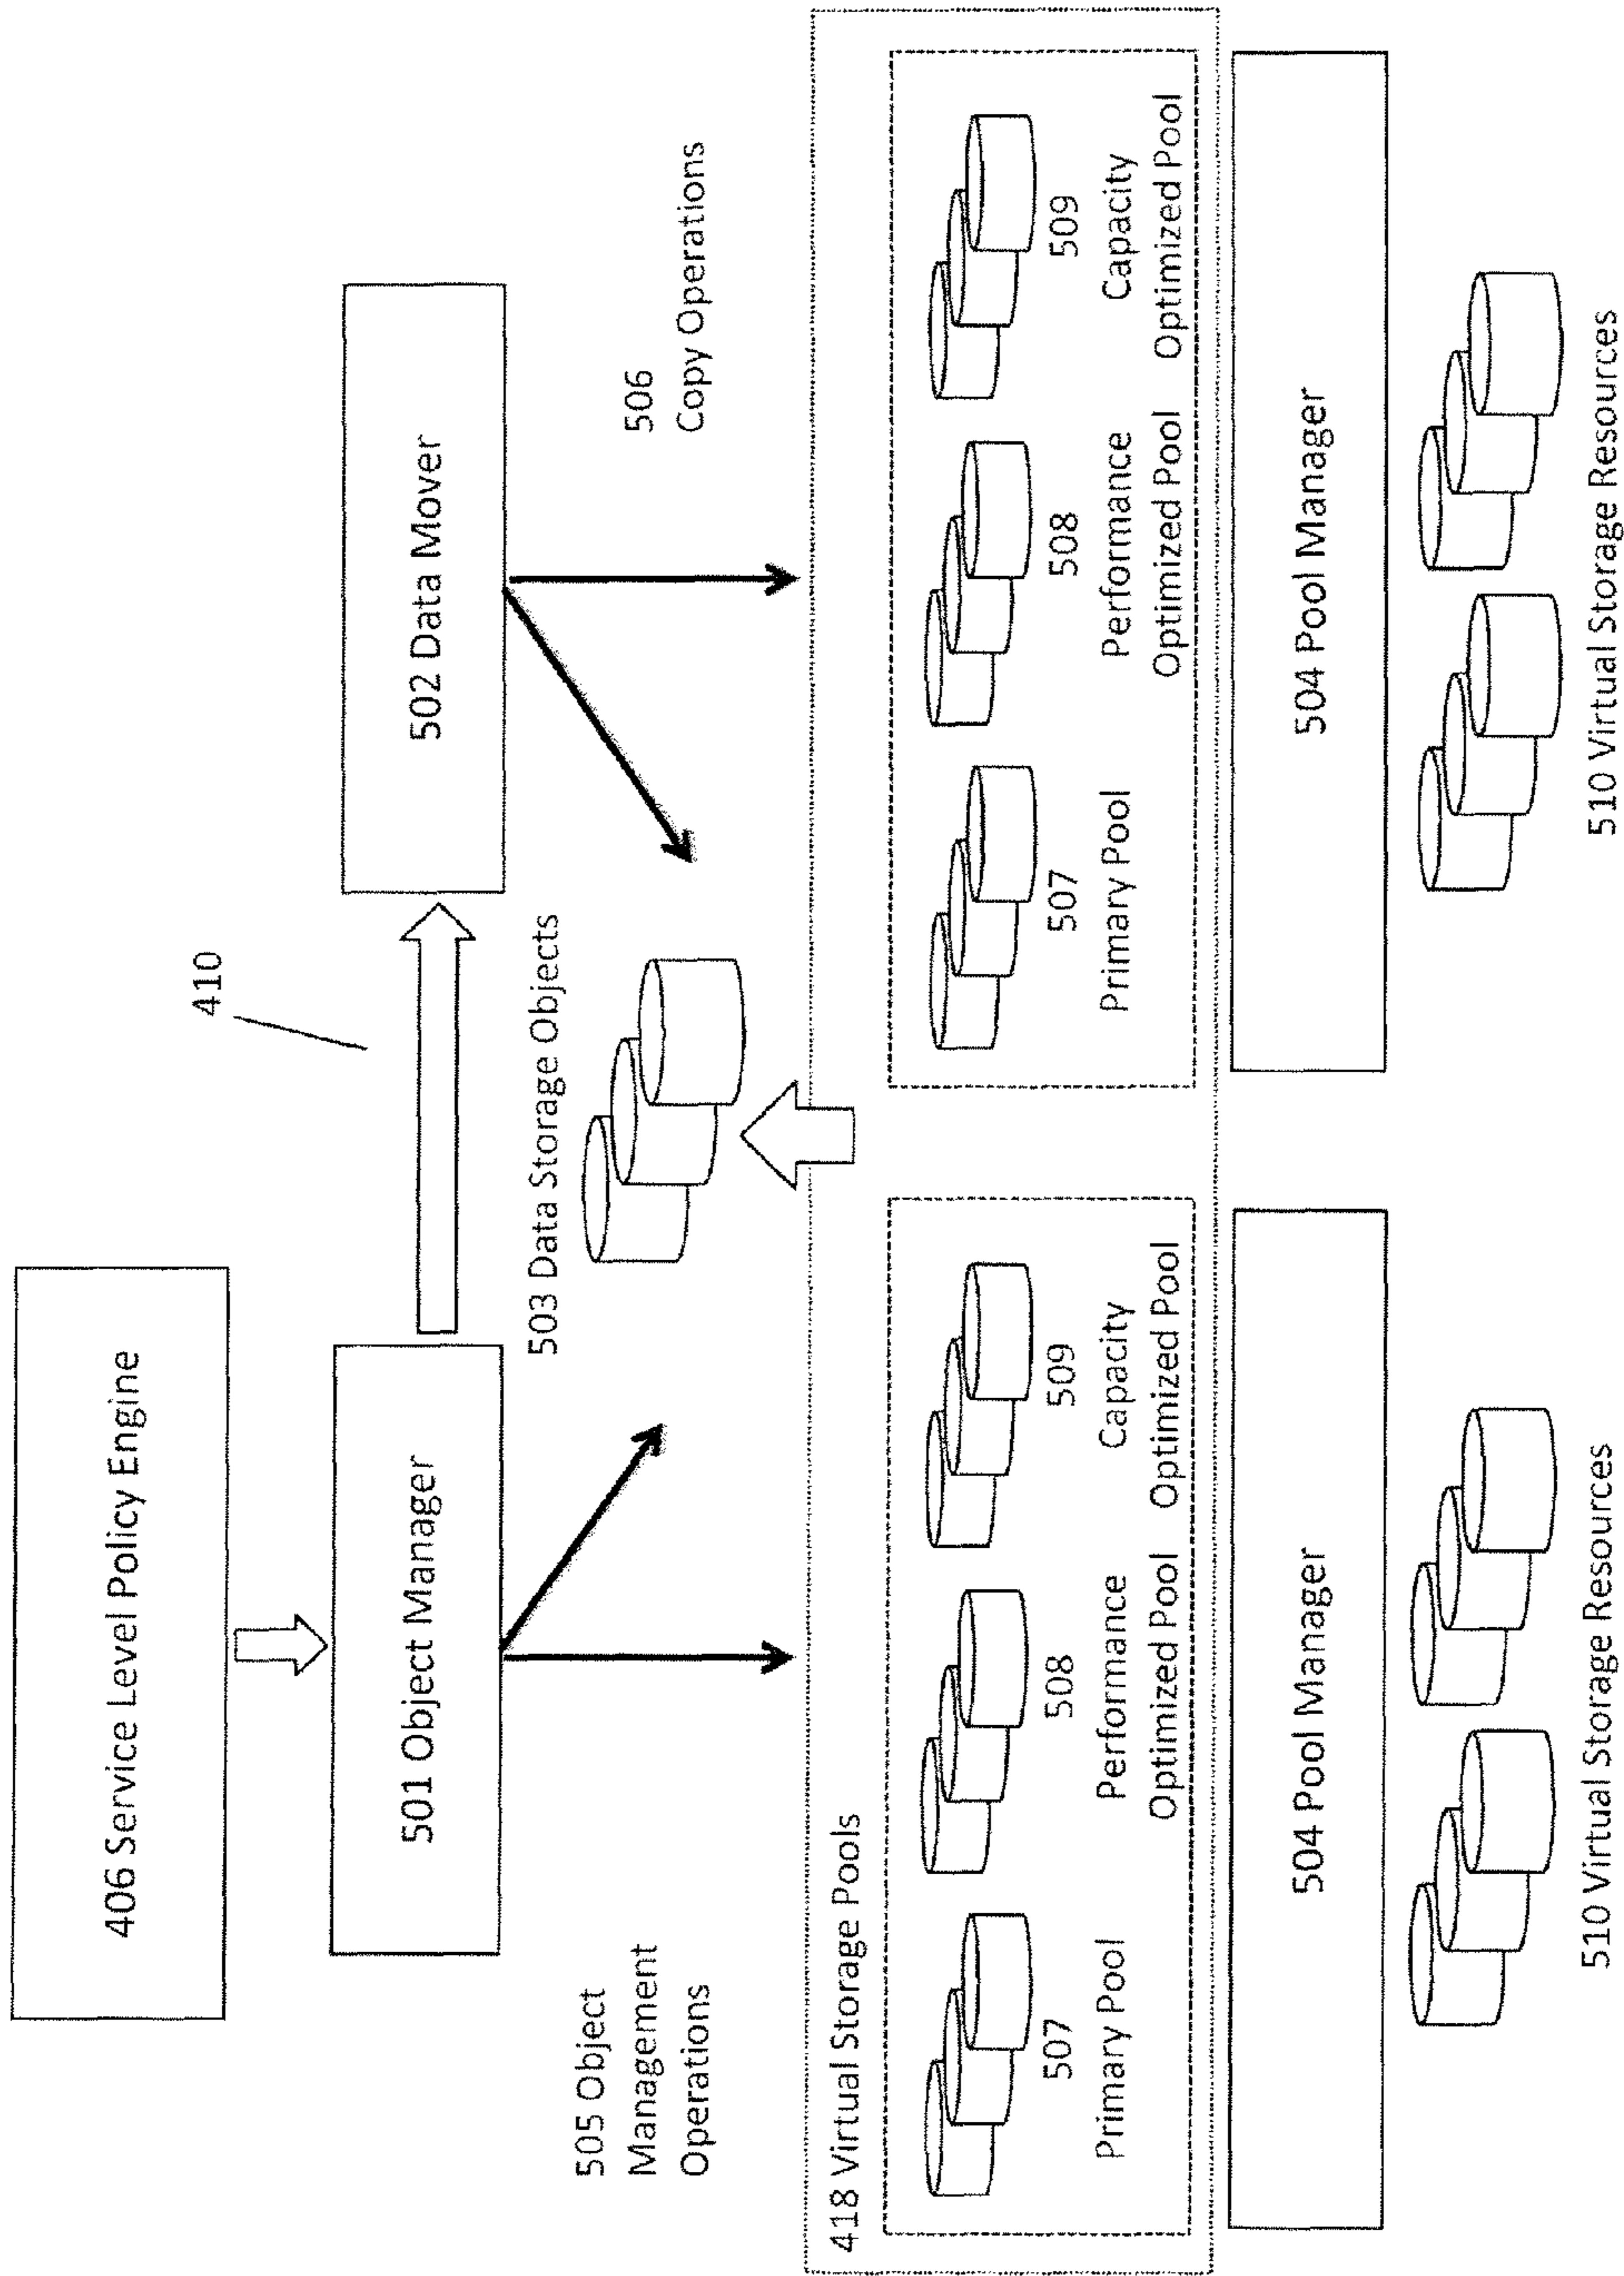 406 Service Level Policy Engine
410
501 Object Manager
502 Data Mover
503 Data Storage Objects
505 Object
Management
Operations
506
Copy Operations
418 Virtual Storage Pools
507
Primary Pool
508
Performance
Optimized Pool
509
Capacity
Optimized Pool
507
Primary Pool
508
Performance
Optimized Pool
509
Capacity
Optimized Pool
504 Pool Manager
504 Pool Manager
510 Virtual Storage Resources
510 Virtual Storage Resources